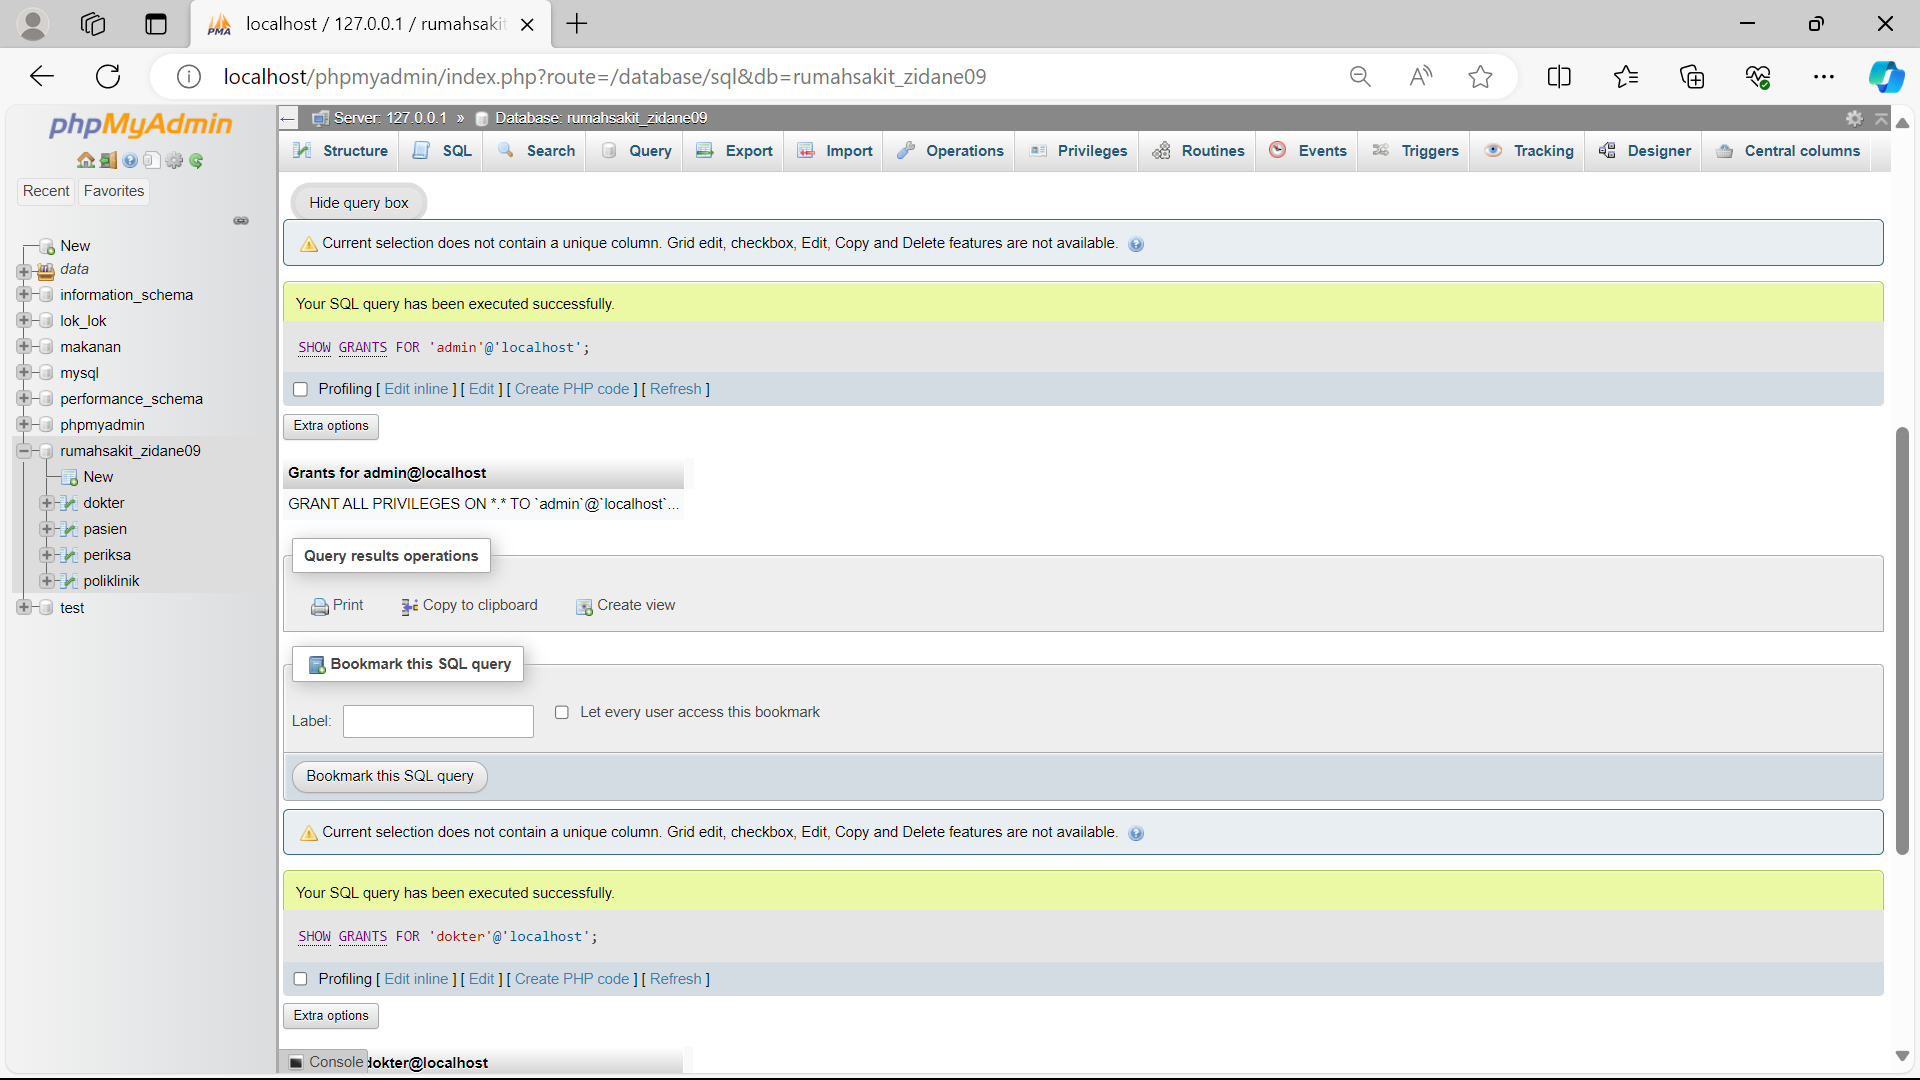 localhost / 127.0.0.1 / rumahsakit
localhost/phpmyadmin/index.php?route=/database/sql&db=rumahsakit_zidane09
phpMyAdmin
Recent
Favorites
New
data
information_schema
lok_lok
makanan
mysql
performance_schema
phpmyadmin
rumahsakit_zidane09
New
dokter
pasien
periksa
poliklinik
test
Server: 127.0.0.1 » Database: rumahsakit_zidane09
Structure SQL Search Query Export Import Operations Privileges Routines Events Triggers Tracking Designer Central columns
Hide query box
Current selection does not contain a unique column. Grid edit, checkbox, Edit, Copy and Delete features are not available.
Your SQL query has been executed successfully.
SHOW GRANTS FOR 'admin'@'localhost';
Profiling [ Edit inline ] [ Edit ] [ Create PHP code ] [ Refresh ]
Extra options
Grants for admin@localhost
GRANT ALL PRIVILEGES ON *.* TO `admin`@`localhost`...
Query results operations
Print Copy to clipboard Create view
Bookmark this SQL query
Label: Let every user access this bookmark
Bookmark this SQL query
Current selection does not contain a unique column. Grid edit, checkbox, Edit, Copy and Delete features are not available.
Your SQL query has been executed successfully.
SHOW GRANTS FOR 'dokter'@'localhost';
Profiling [ Edit inline ] [ Edit ] [ Create PHP code ] [ Refresh ]
Extra options
Console dokter@localhost